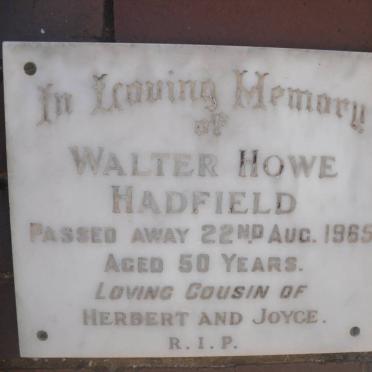 In Loving Memory
of
WALTER HOWE
HADFIELD
PASSED AWAY 22ND AUG. 1965
AGED 50 YEARS.
LOVING COUSIN OF
HERBERT AND JOYCE.
R.I.P.